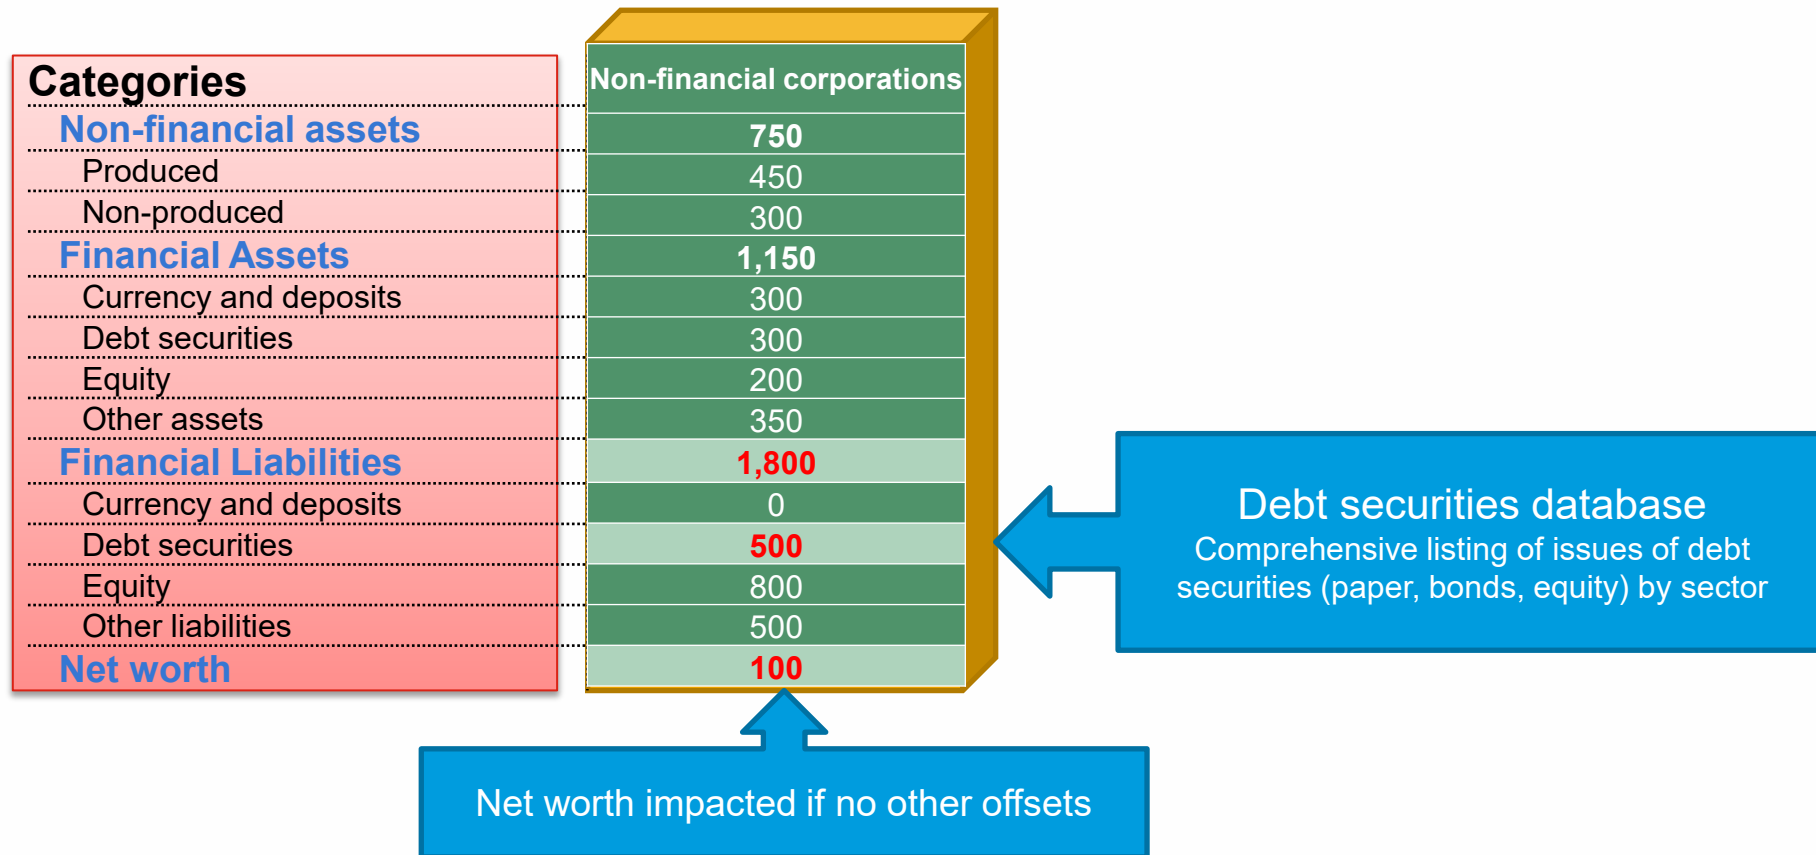 Categories
Non-financial corporations
Non-financial assets 750
Produced 450
Non-produced 300
Financial Assets 1,150
Currency and deposits 300
Debt securities 300
Equity 200
Other assets 350
Financial Liabilities 1,800
Currency and deposits 0
Debt securities 500
Equity 800
Other liabilities 500
Net worth 100
Debt securities database
Comprehensive listing of issues of debt
securities (paper, bonds, equity) by sector
Net worth impacted if no other offsets